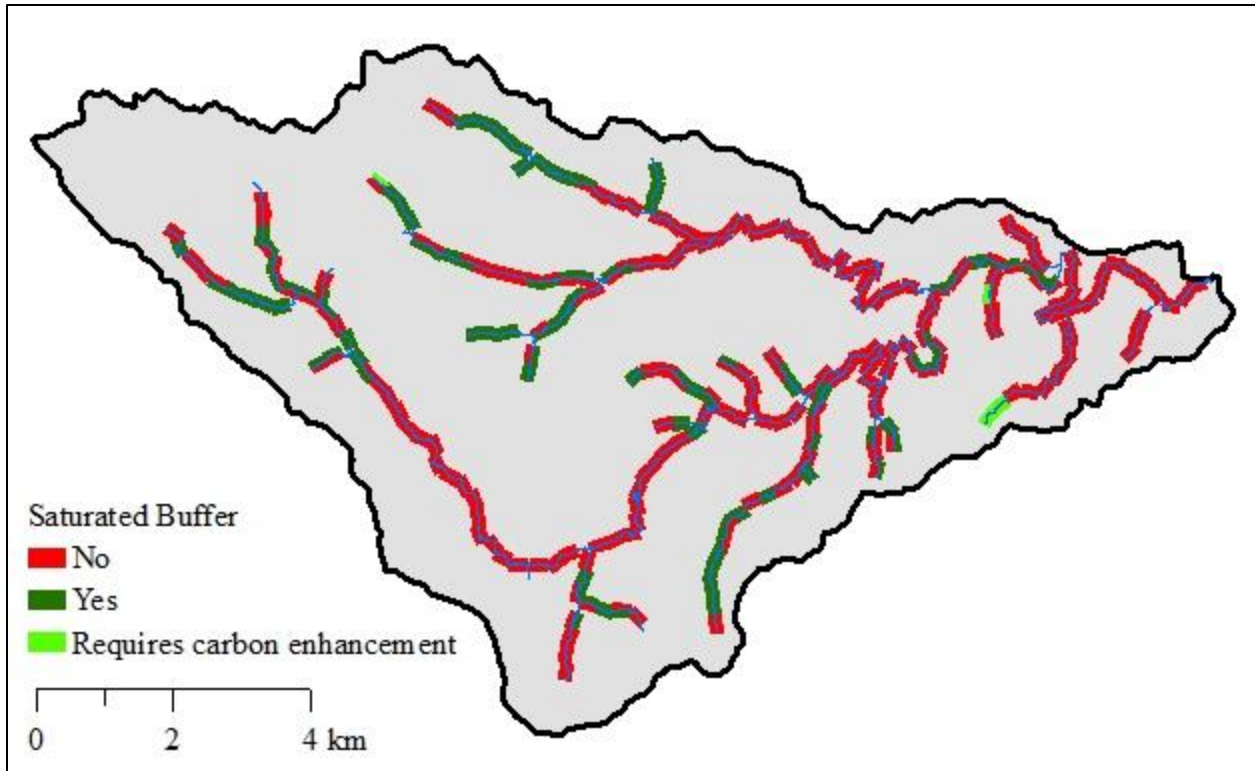 Saturated Buffer
No
Yes
Requires carbon enhancement
0 2 4 km